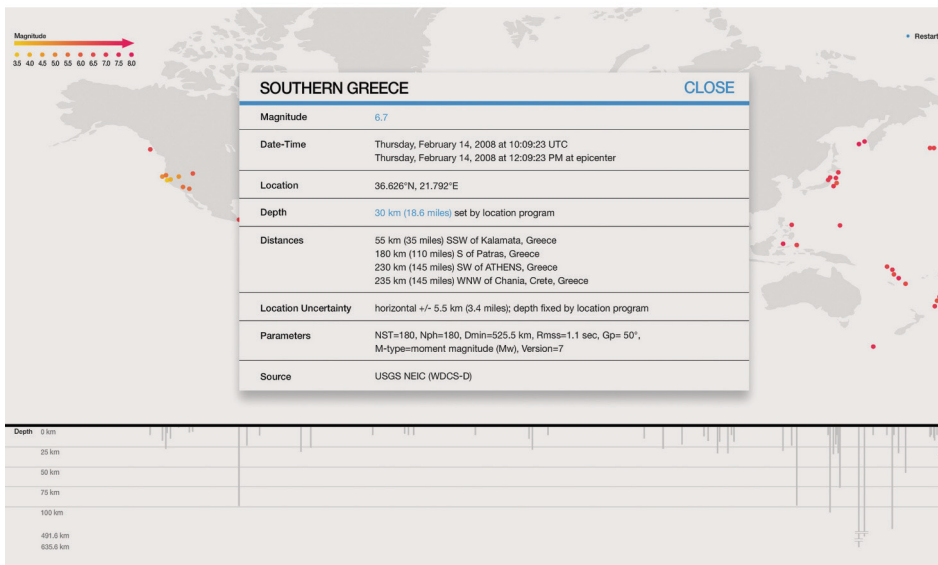 Magnitude
3.5 4.0 4.5 5.0 5.5 6.0 6.5 7.0 7.5 8.0
Restart
SOUTHERN GREECE CLOSE
Magnitude 6.7
Date-Time Thursday, February 14, 2008 at 10:09:23 UTC
Thursday, February 14, 2008 at 12:09:23 PM at epicenter
Location 36.626°N, 21.792°E
Depth 30 km (18.6 miles) set by location program
Distances 55 km (35 miles) SSW of Kalamata, Greece
180 km (110 miles) S of Patras, Greece
230 km (145 miles) SW of ATHENS, Greece
235 km (145 miles) WNW of Chania, Crete, Greece
Location Uncertainty horizontal +/- 5.5 km (3.4 miles); depth fixed by location program
Parameters NST=180, Nph=180, Dmin=525.5 km, Rmss=1.1 sec, Gp= 50°,
M-type=moment magnitude (Mw), Version=7
Source USGS NEIC (WDCS-D)
Depth 0 km
25 km
50 km
75 km
100 km
491.6 km
635.6 km